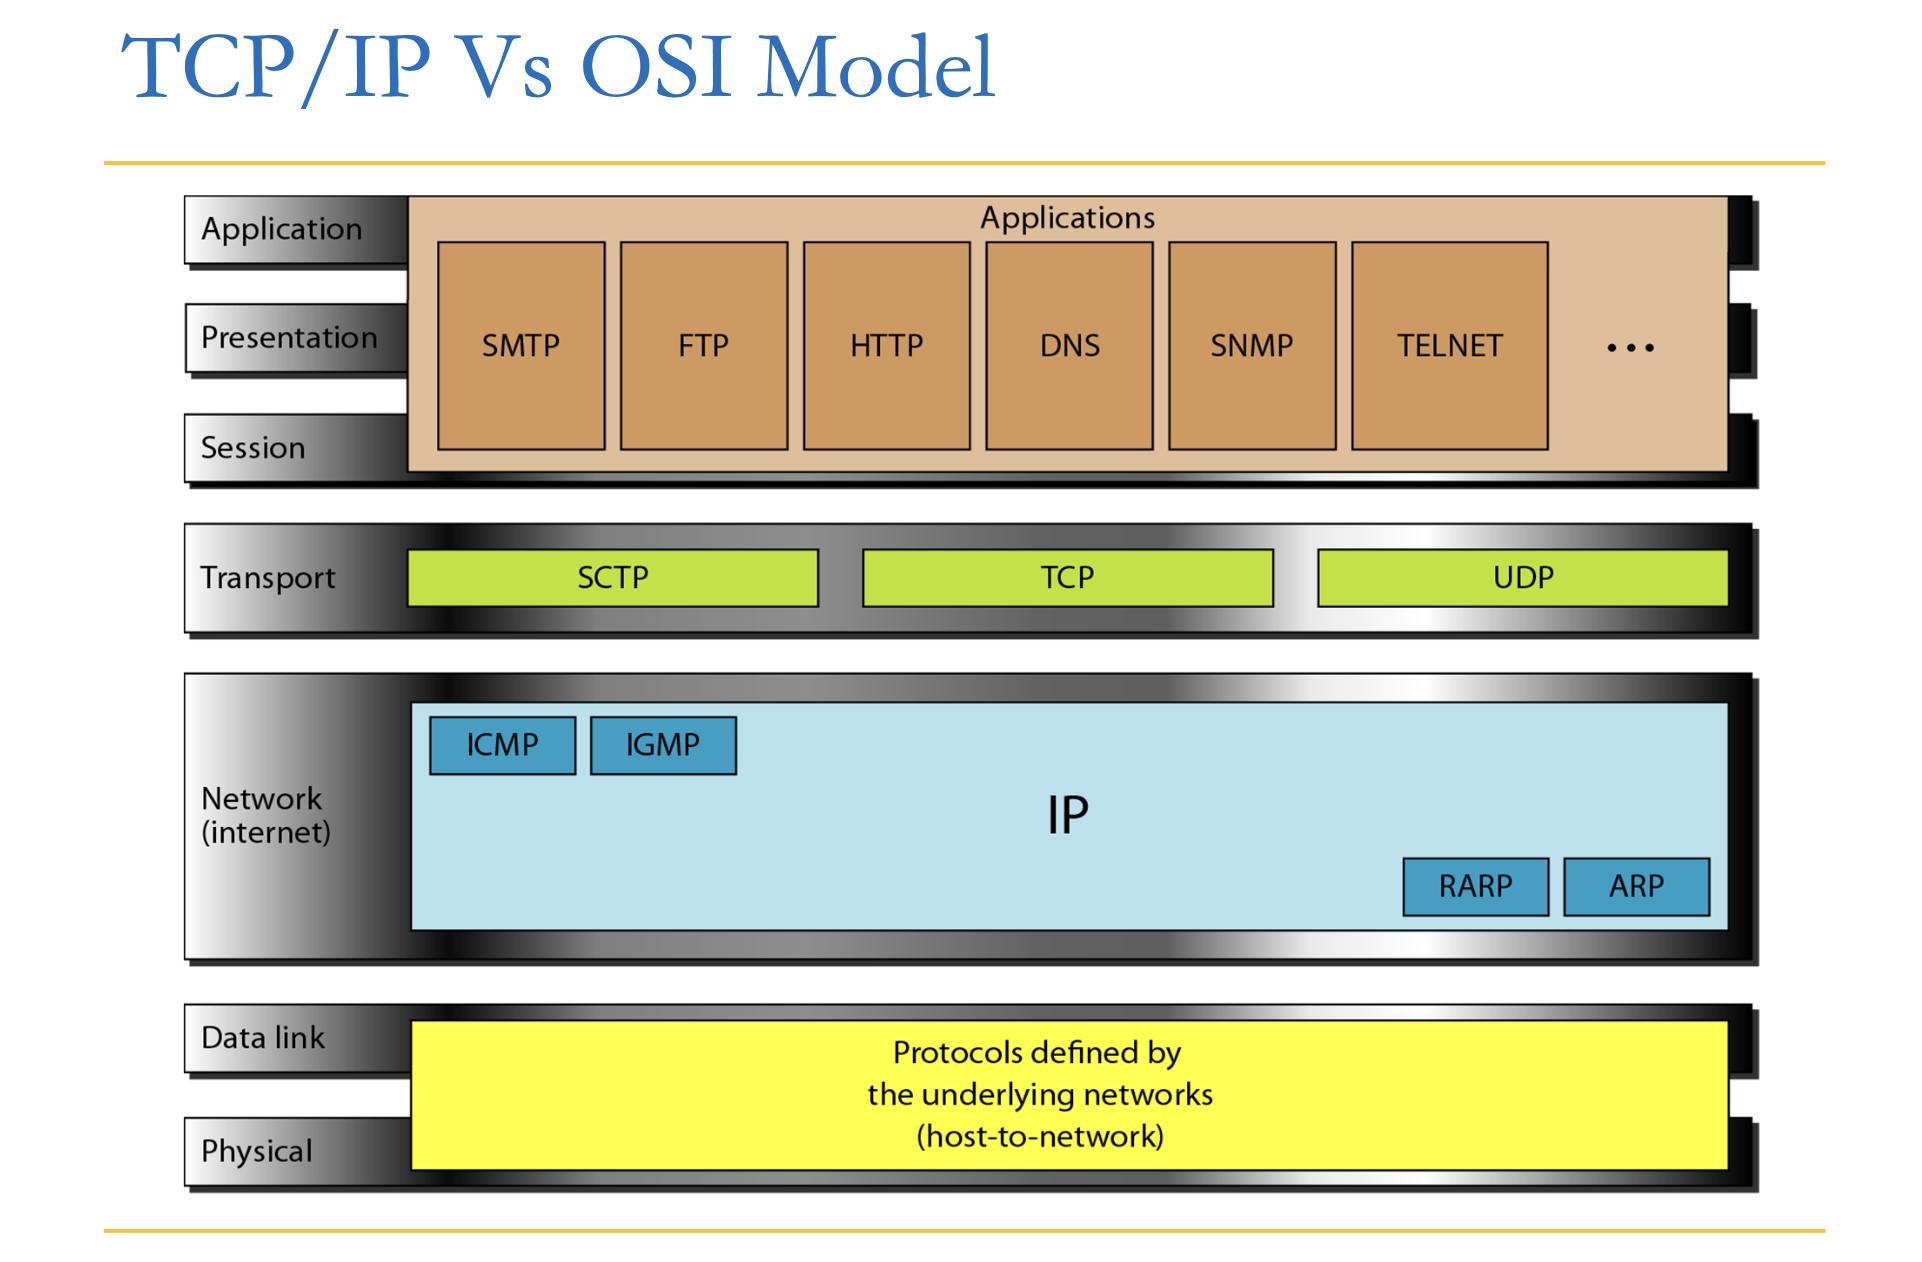 TCP/IP Vs OSI Model
Application
Applications
Presentation
SMTP
FTP
HTTP
DNS
SNMP
TELNET
...
Session
Transport
SCTP
TCP
UDP
Network
(internet)
ICMP
IGMP
IP
RARP
ARP
Data link
Protocols defined by
the underlying networks
(host-to-network)
Physical